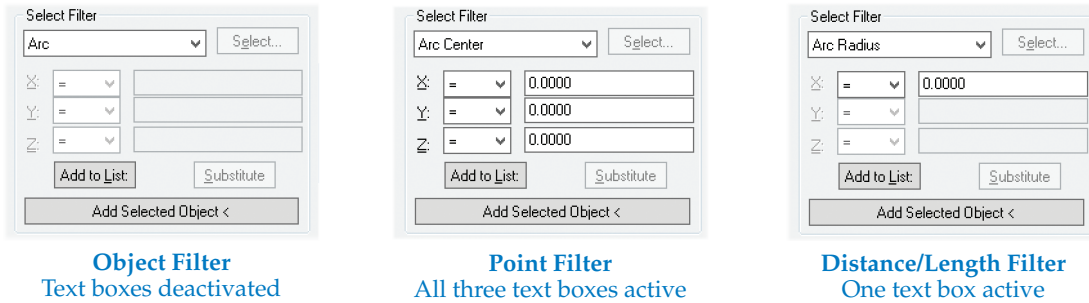 Select Filter
Arc
Select...
X: =
Y: =
Z: =
Add to List:
Substitute
Add Selected Object <
Object Filter
Text boxes deactivated
Select Filter
Arc Center
Select...
X: = 0.0000
Y: = 0.0000
Z: = 0.0000
Add to List:
Substitute
Add Selected Object <
Point Filter
All three text boxes active
Select Filter
Arc Radius
Select...
X: = 0.0000
Y: =
Z: =
Add to List:
Substitute
Add Selected Object <
Distance/Length Filter
One text box active